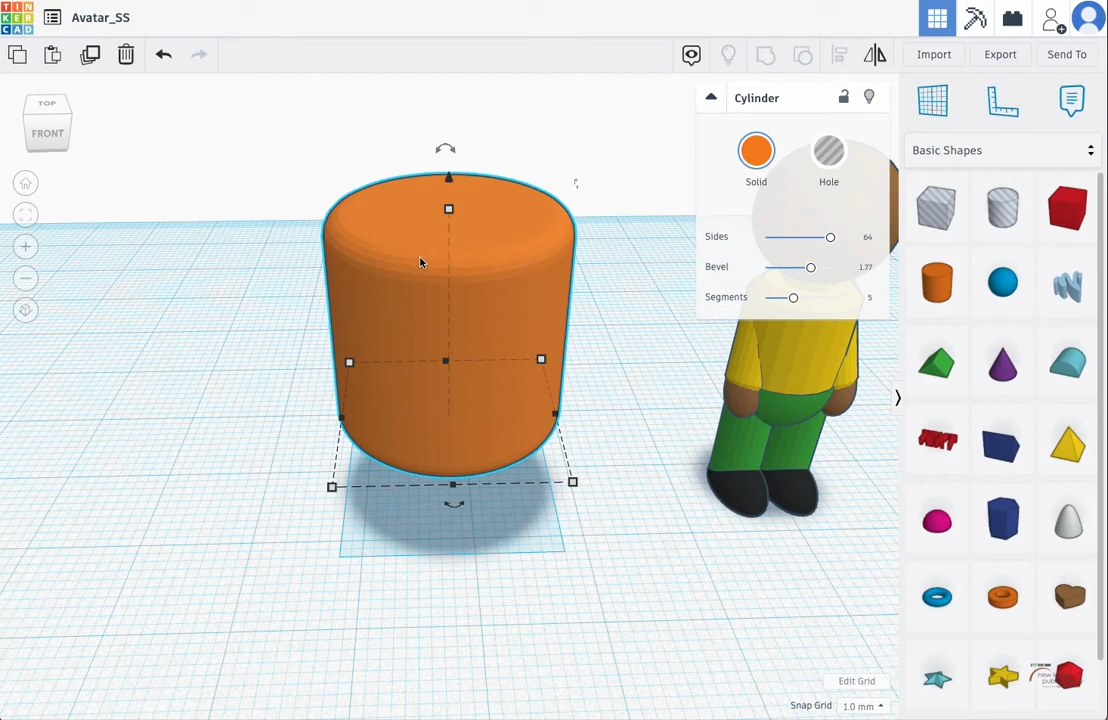 TIN
KER
CAD
Avatar_SS
Import
Export
Send To
TOP
FRONT
Cylinder
Solid
Hole
Sides
64
Bevel
1.77
Segments
5
Basic Shapes
TEXT
Edit Grid
Snap Grid
1.0 mm